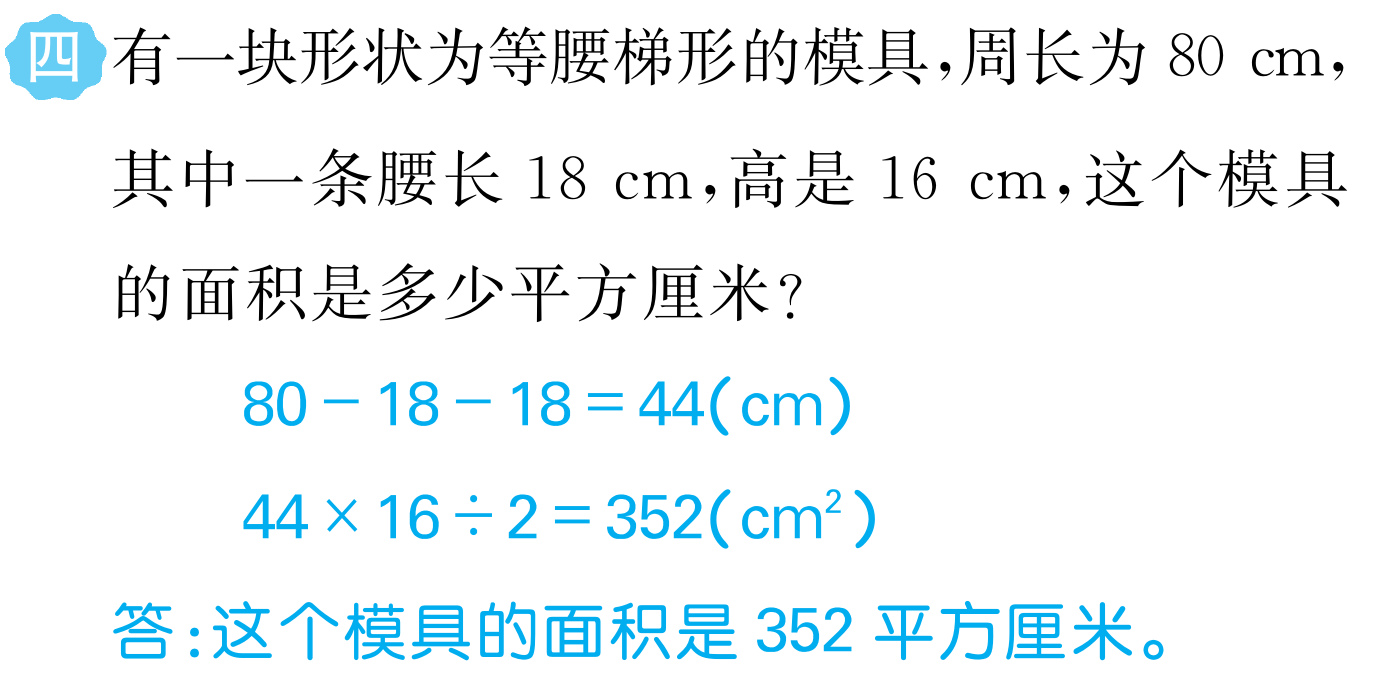 四 有一块形状为等腰梯形的模具,周长为 80 cm,
其中一条腰长 18 cm,高是 16 cm,这个模具
的面积是多少平方厘米?
80－18－18＝44(cm)
44×16÷2＝352(cm²)
答:这个模具的面积是 352 平方厘米。